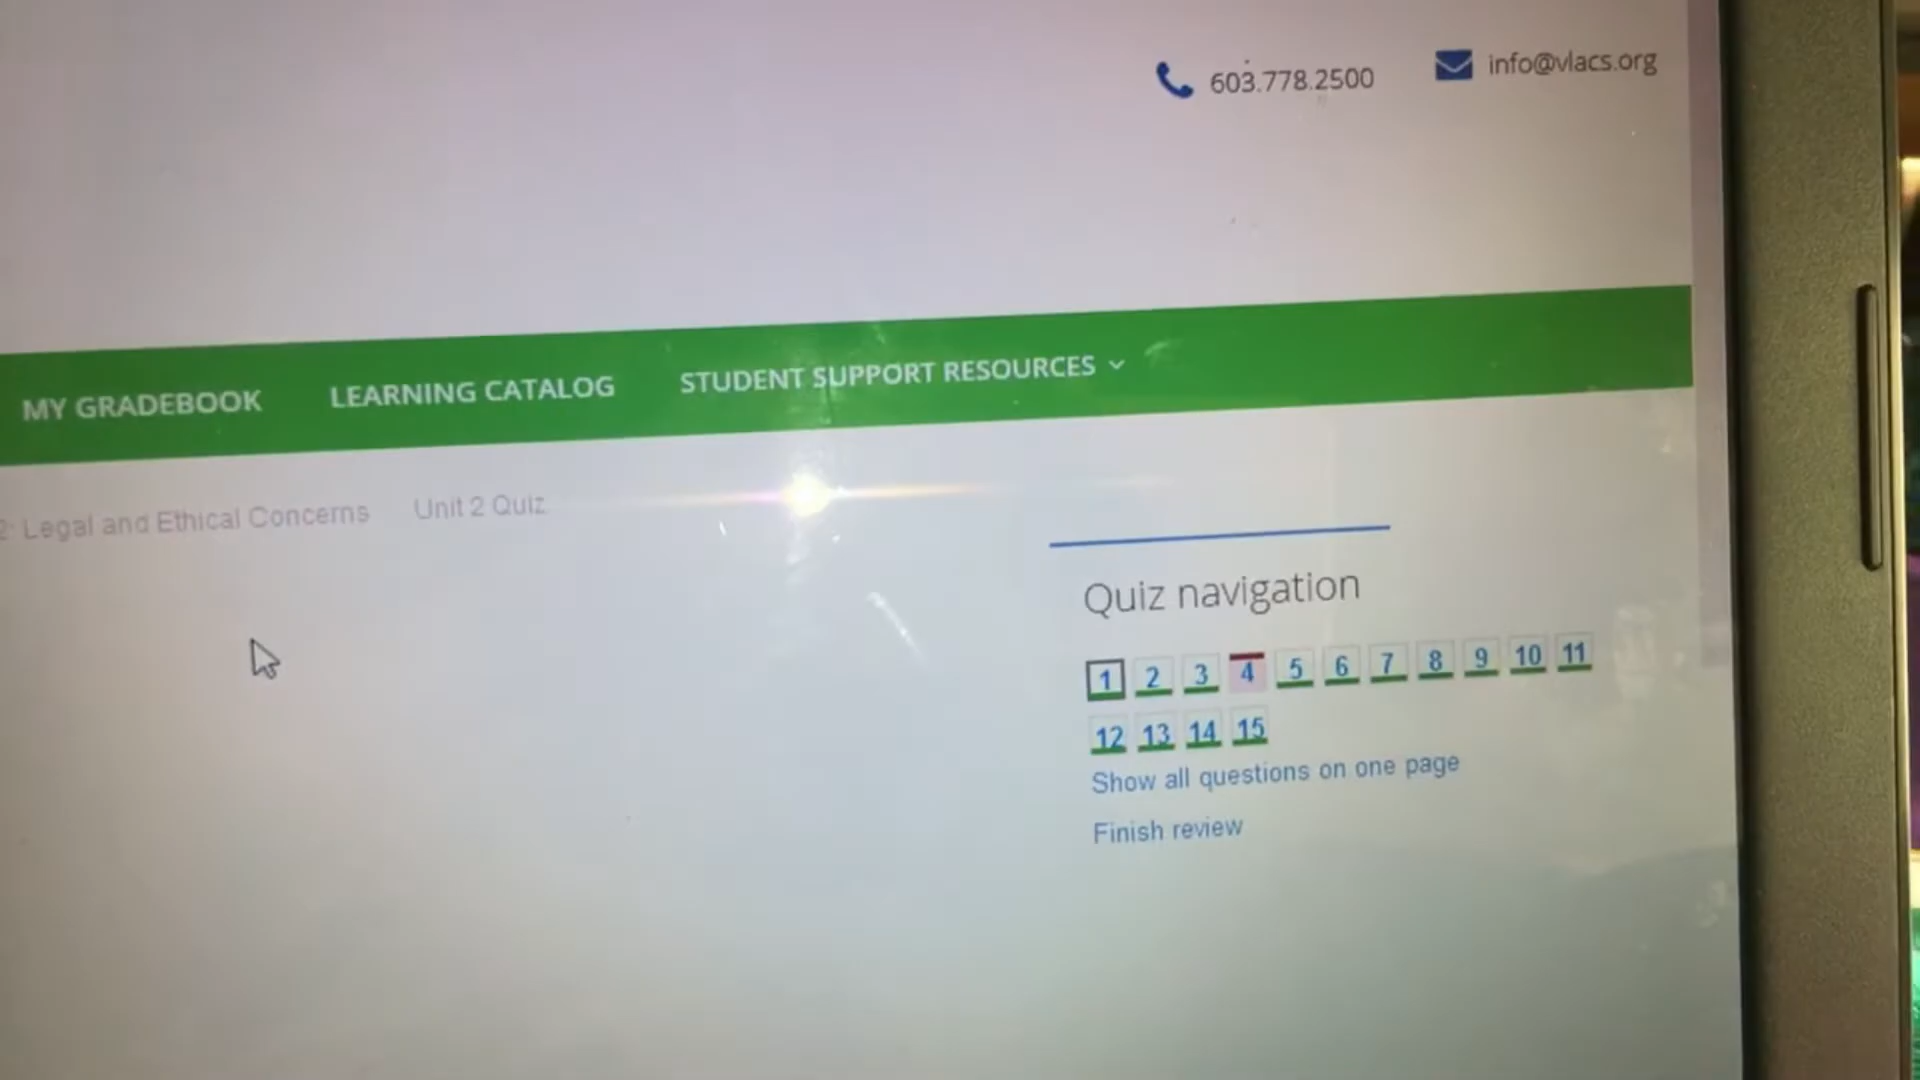 603.778.2500 info@vlacs.org
MY GRADEBOOK LEARNING CATALOG STUDENT SUPPORT RESOURCES
2: Legal and Ethical Concerns Unit 2 Quiz
Quiz navigation
1 2 3 4 5 6 7 8 9 10 11
12 13 14 15
Show all questions on one page
Finish review